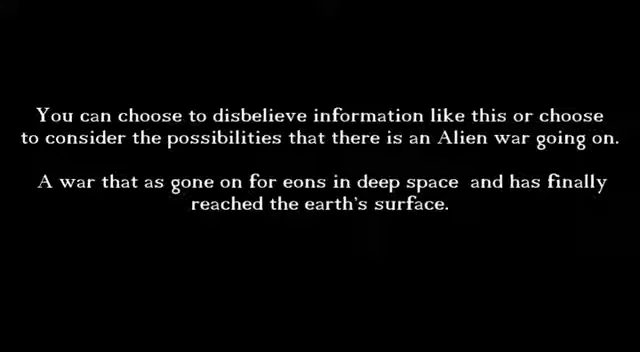 You can choose to disbelieve information like this or choose
to consider the possibilities that there is an Alien war going on.
A war that as gone on for eons in deep space and has finally
reached the earth's surface.